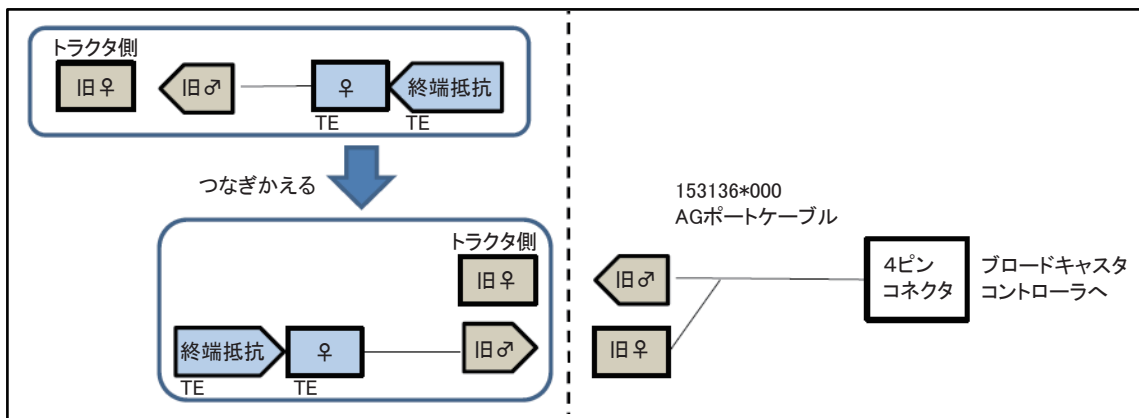 トラクタ側
旧♀
旧♂
♀
終端抵抗
TE
TE
つなぎかえる
トラクタ側
旧♀
終端抵抗
♀
旧♂
TE
TE
153136*000
AGポートケーブル
旧♂
旧♀
4ピン
コネクタ
ブロードキャスタ
コントローラへ